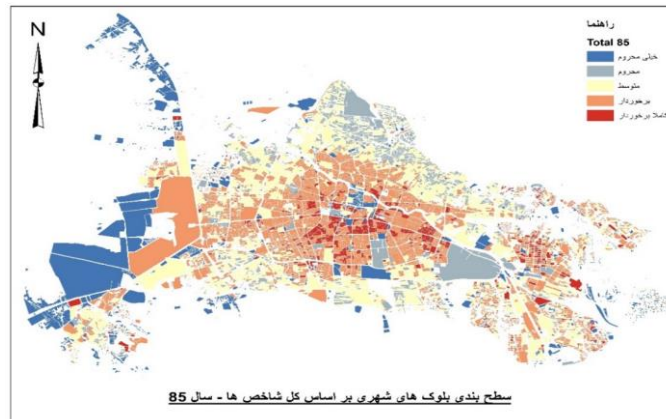 N
راهنما
Total 85
خیلی محروم
محروم
متوسط
برخوردار
کاملا برخوردار
سطح بندی بلوک های شهری بر اساس کل شاخص ها - سال 85